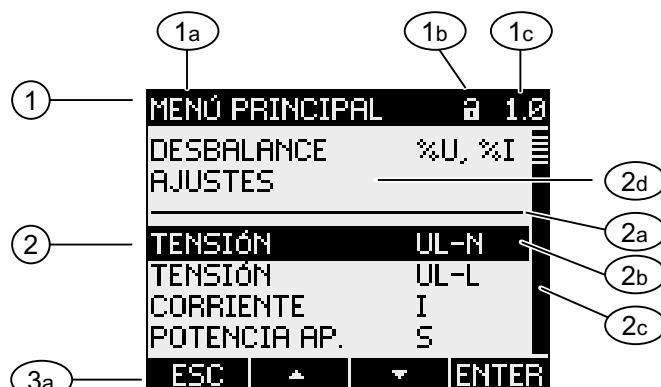 1a 1b 1c
1 MENÚ PRINCIPAL 1.0
DESBALANCE %U, %I
AJUSTES 2d
2a
2 TENSIÓN UL-N 2b
TENSIÓN UL-L
CORRIENTE I 2c
POTENCIA AP. S
3a ESC ENTER